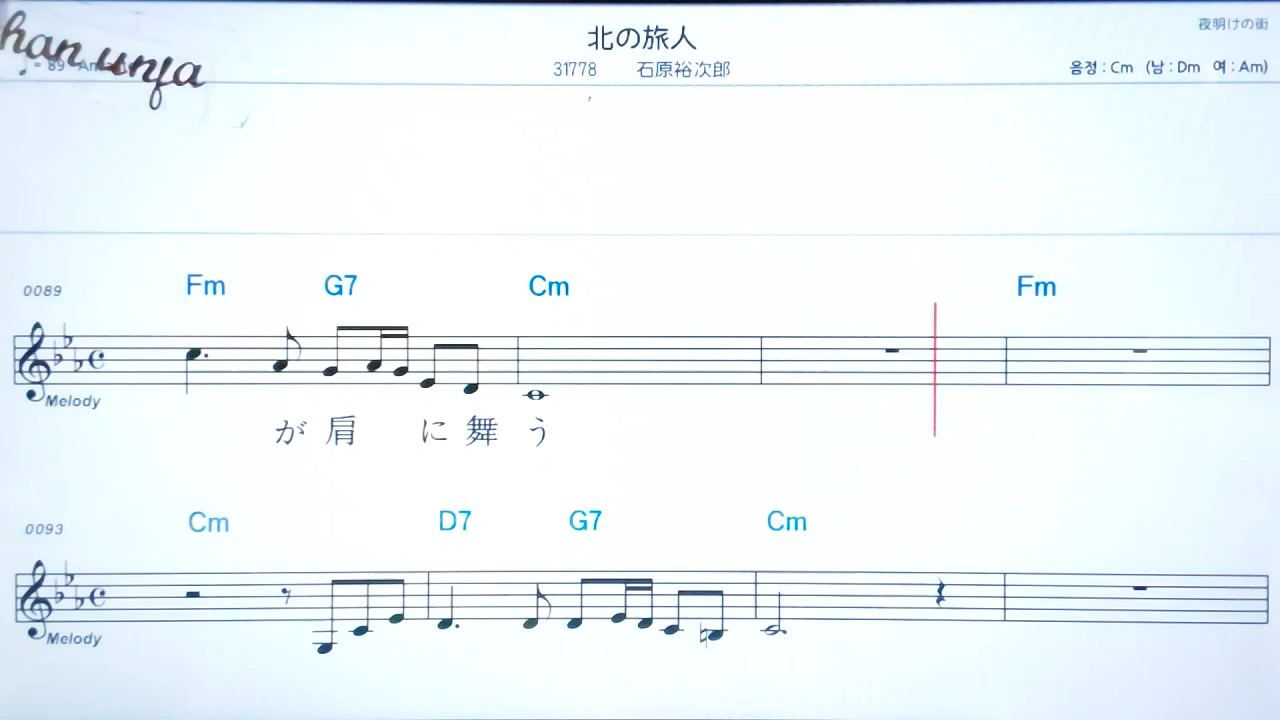 han unja
北の旅人
夜明けの街
♩= 89
31778 石原裕次郎
음정 : Cm (남 : Dm 여 : Am)
0089 Fm G7 Cm Fm
Melody
が 肩 に 舞 う
0093 Cm D7 G7 Cm
Melody